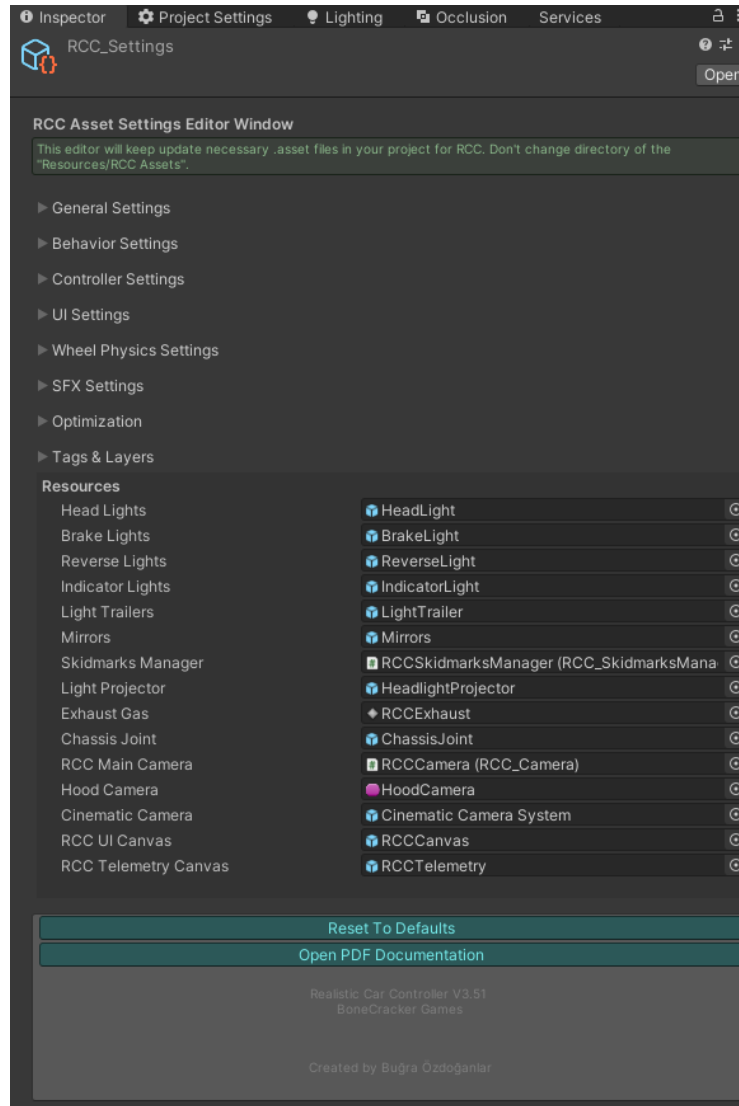 Inspector Project Settings Lighting Occlusion Services
RCC_Settings
Open
RCC Asset Settings Editor Window
This editor will keep update necessary .asset files in your project for RCC. Don't change directory of the
"Resources/RCC Assets".
General Settings
Behavior Settings
Controller Settings
UI Settings
Wheel Physics Settings
SFX Settings
Optimization
Tags & Layers
Resources
Head Lights HeadLight
Brake Lights BrakeLight
Reverse Lights ReverseLight
Indicator Lights IndicatorLight
Light Trailers LightTrailer
Mirrors Mirrors
Skidmarks Manager RCCSkidmarksManager (RCC_SkidmarksMana
Light Projector HeadlightProjector
Exhaust Gas RCCExhaust
Chassis Joint ChassisJoint
RCC Main Camera RCCCamera (RCC_Camera)
Hood Camera HoodCamera
Cinematic Camera Cinematic Camera System
RCC UI Canvas RCCCanvas
RCC Telemetry Canvas RCCTelemetry
Reset To Defaults
Open PDF Documentation
Realistic Car Controller V3.51
BoneCracker Games
Created by Buğra Özdoğanlar